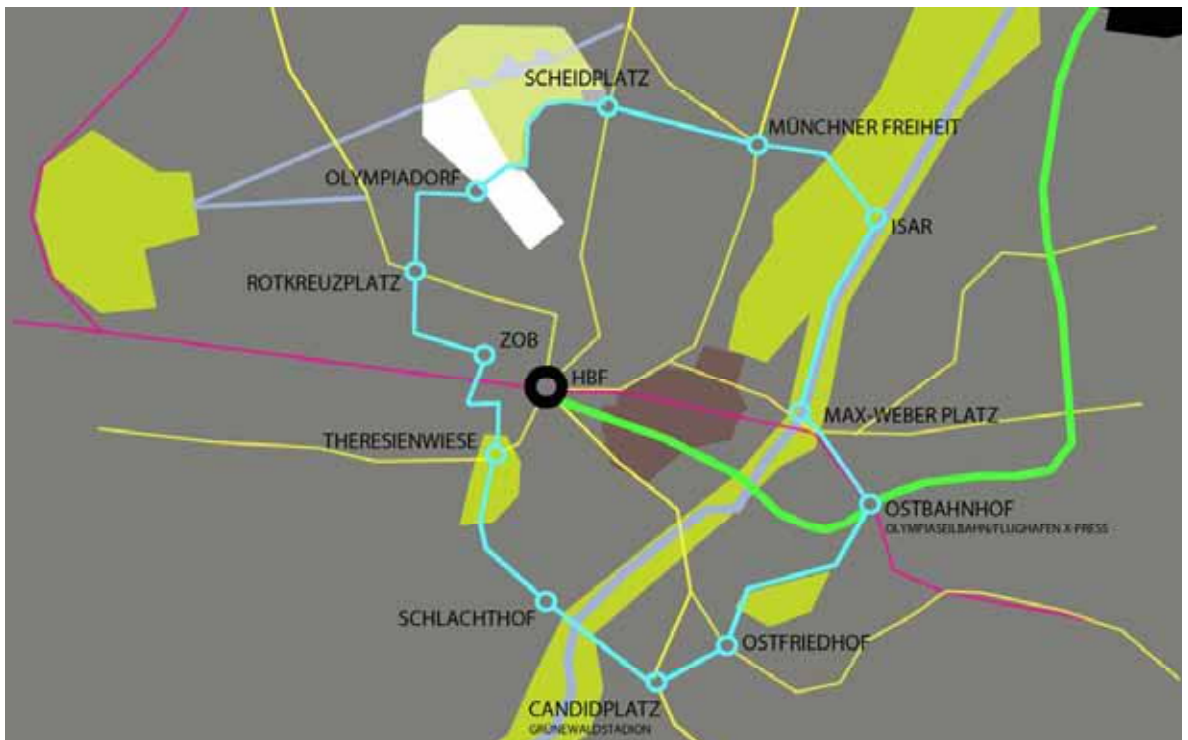 SCHEIDPLATZ
MÜNCHNER FREIHEIT
OLYMPIADORF
ISAR
ROTKREUZPLATZ
ZOB
HBF
MAX-WEBER PLATZ
THERESIENWIESE
OSTBAHNHOF
OLYMPIASEILBAHN/FLUGHAFEN X-PRESS
SCHLACHTHOF
OSTFRIEDHOF
CANDIDPLATZ
GRÜNEWALDSTADION